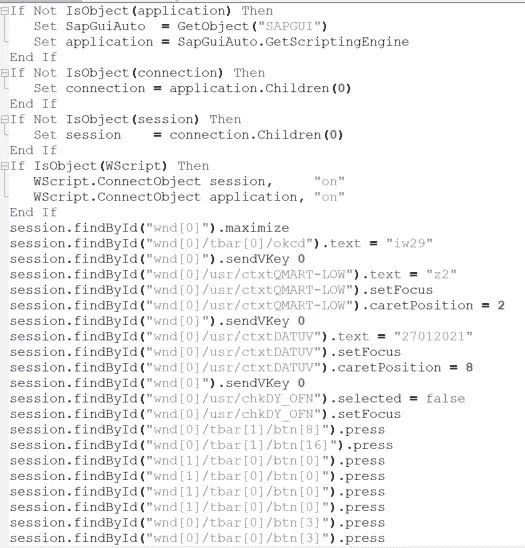 If Not IsObject(application) Then
Set SapGuiAuto = GetObject("SAPGUI")
Set application = SapGuiAuto.GetScriptingEngine
End If
If Not IsObject(connection) Then
Set connection = application.Children(0)
End If
If Not IsObject(session) Then
Set session = connection.Children(0)
End If
If IsObject(WScript) Then
WScript.ConnectObject session, "on"
WScript.ConnectObject application, "on"
End If
session.findById("wnd[0]").maximize
session.findById("wnd[0]/tbar[0]/okcd").text = "iw29"
session.findById("wnd[0]").sendVKey 0
session.findById("wnd[0]/usr/ctxtQMART-LOW").text = "z2"
session.findById("wnd[0]/usr/ctxtQMART-LOW").setFocus
session.findById("wnd[0]/usr/ctxtQMART-LOW").caretPosition = 2
session.findById("wnd[0]").sendVKey 0
session.findById("wnd[0]/usr/ctxtDATUV").text = "27012021"
session.findById("wnd[0]/usr/ctxtDATUV").setFocus
session.findById("wnd[0]/usr/ctxtDATUV").caretPosition = 8
session.findById("wnd[0]").sendVKey 0
session.findById("wnd[0]/usr/chkDY_OFN").selected = false
session.findById("wnd[0]/usr/chkDY_OFN").setFocus
session.findById("wnd[0]/tbar[1]/btn[8]").press
session.findById("wnd[0]/tbar[1]/btn[16]").press
session.findById("wnd[1]/tbar[0]/btn[0]").press
session.findById("wnd[1]/tbar[0]/btn[0]").press
session.findById("wnd[1]/tbar[0]/btn[0]").press
session.findById("wnd[1]/tbar[0]/btn[0]").press
session.findById("wnd[0]/tbar[0]/btn[3]").press
session.findById("wnd[0]/tbar[0]/btn[3]").press